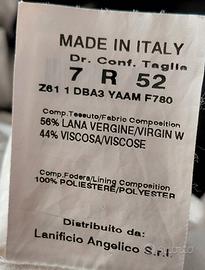 MADE IN ITALY
Dr. Conf. Taglia
7 R 52
Z61 1 DBA3 YAAM F780
Comp.Tessuto/Fabric Composition
56% LANA VERGINE/VIRGIN W
44% VISCOSA/VISCOSE
Comp.Fodera/Lining Composition
100% POLIESTERE/POLYESTER
Distribuito da:
Lanificio Angelico S.r.l.